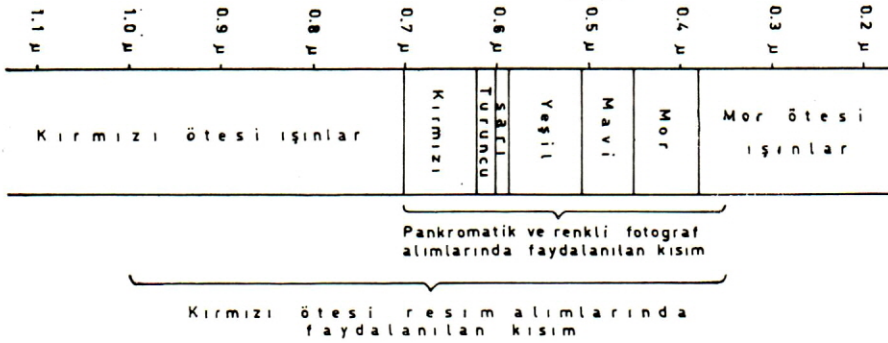 1.1 µ
1.0 µ
0.9 µ
0.8 µ
0.7 µ
0.6 µ
0.5 µ
0.4 µ
0.3 µ
0.2 µ
Kırmızı ötesi ışınlar
Kırmızı
Turuncu
sarı
Yeşil
Mavi
Mor
Mor ötesi
ışınlar
Pankromatik ve renkli fotograf
alımlarında faydalanılan kısım
Kırmızı ötesi resım alımlarında
faydalanılan kısım